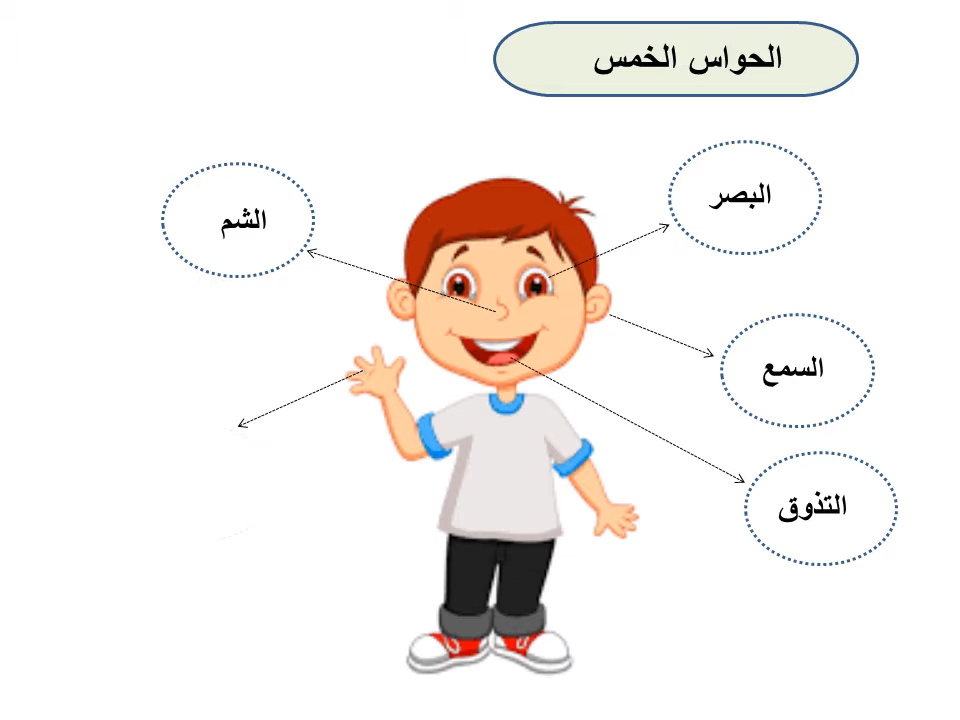 الحواس الخمس
البصر
الشم
السمع
التذوق